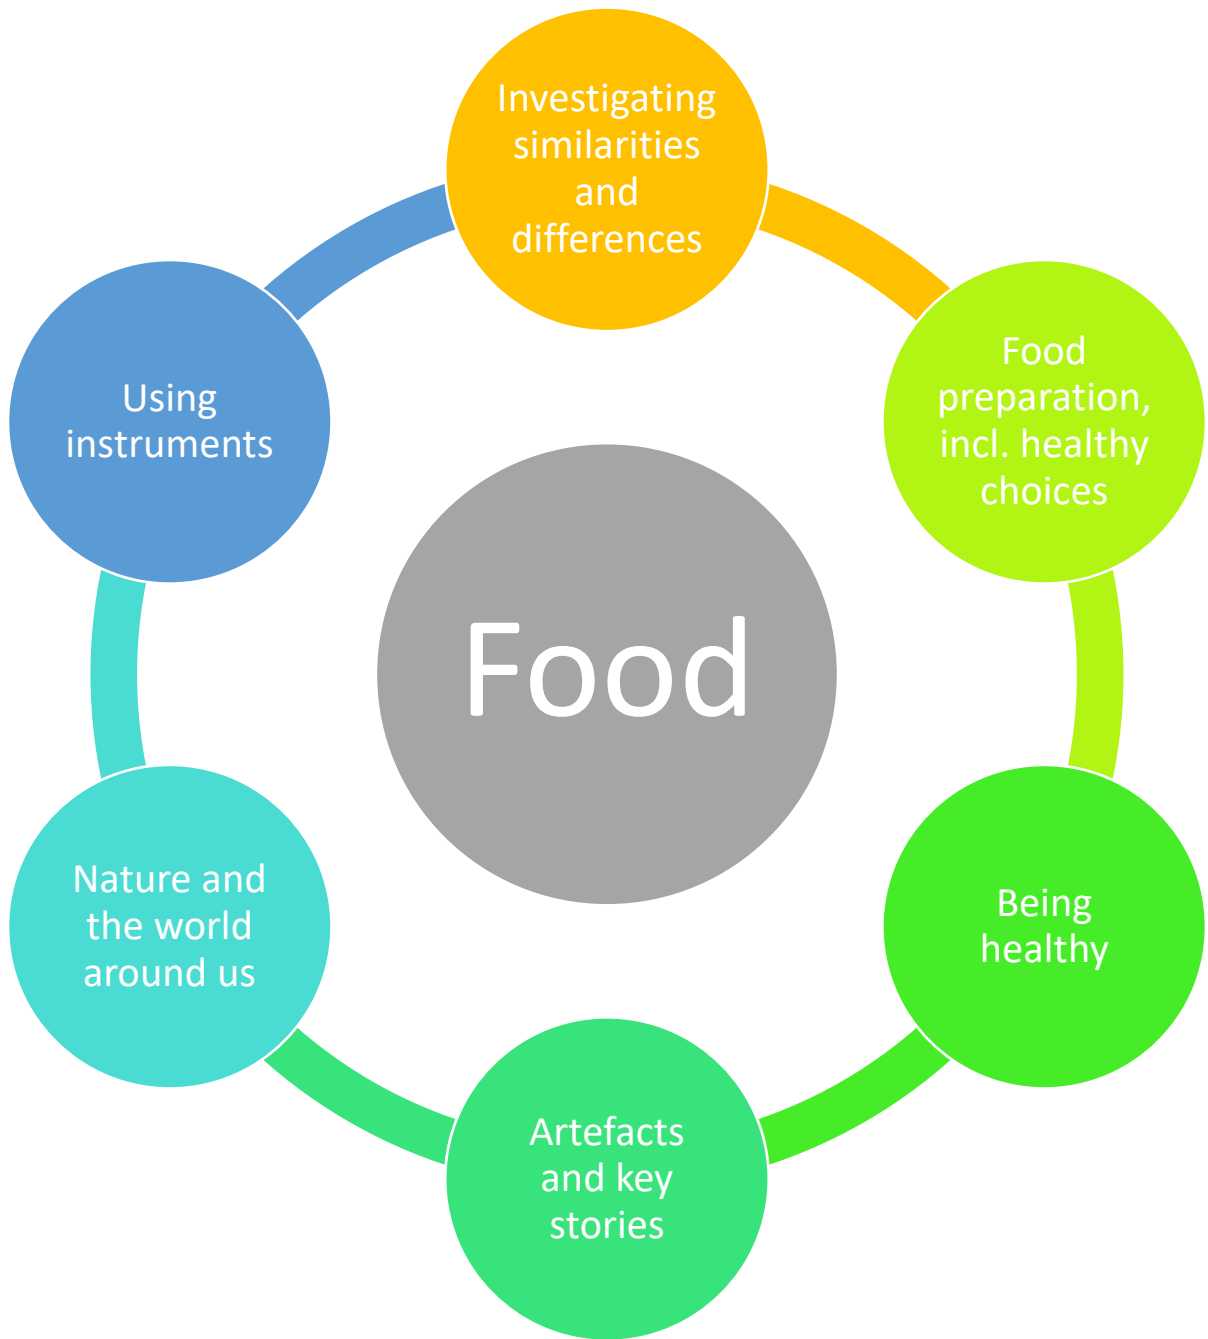 Investigating
similarities
and
differences
Food
preparation,
incl. healthy
choices
Being
healthy
Artefacts
and key
stories
Nature and
the world
around us
Using
instruments
Food